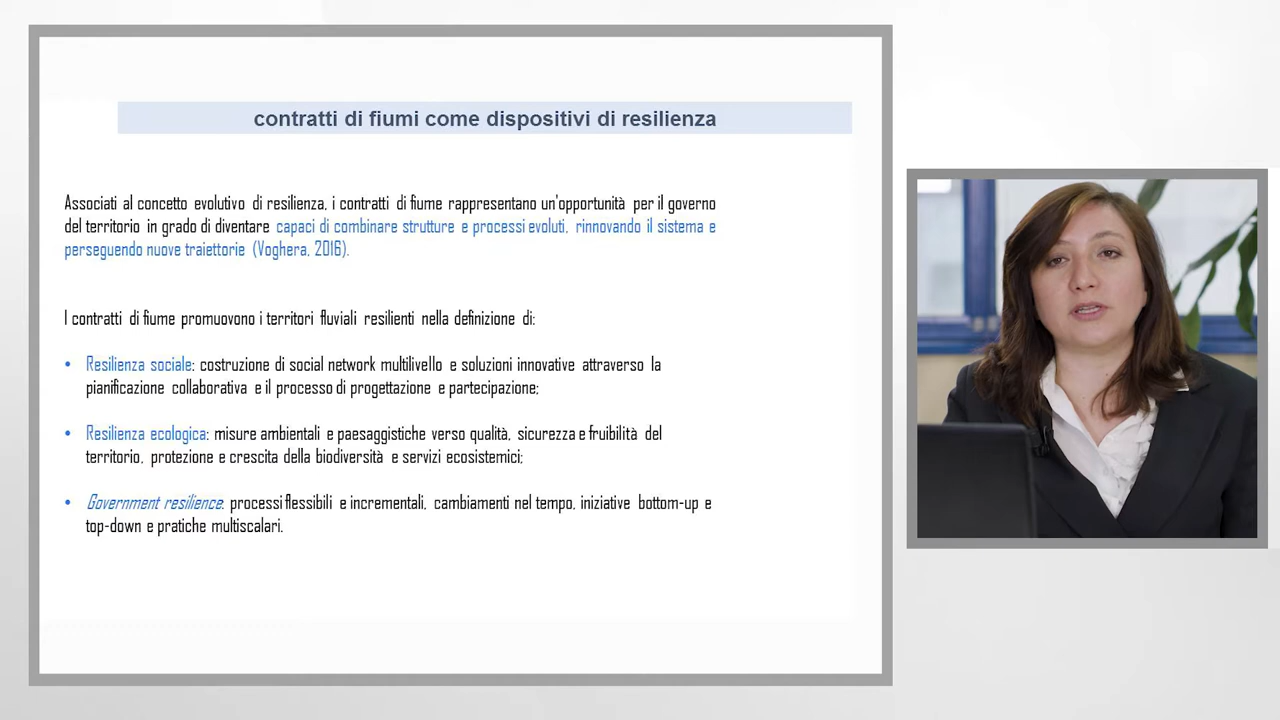 contratti di fiumi come dispositivi di resilienza
Associati al concetto evolutivo di resilienza, i contratti di fiume rappresentano un'opportunità per il governo
del territorio in grado di diventare capaci di combinare strutture e processi evoluti, rinnovando il sistema e
perseguendo nuove traiettorie (Voghera, 2016).
I contratti di fiume promuovono i territori fluviali resilienti nella definizione di:
• Resilienza sociale: costruzione di social network multilivello e soluzioni innovative attraverso la
pianificazione collaborativa e il processo di progettazione e partecipazione;
• Resilienza ecologica: misure ambientali e paesaggistiche verso qualità, sicurezza e fruibilità del
territorio, protezione e crescita della biodiversità e servizi ecosistemici;
• Government resilience: processi flessibili e incrementali, cambiamenti nel tempo, iniziative bottom-up e
top-down e pratiche multiscalari.